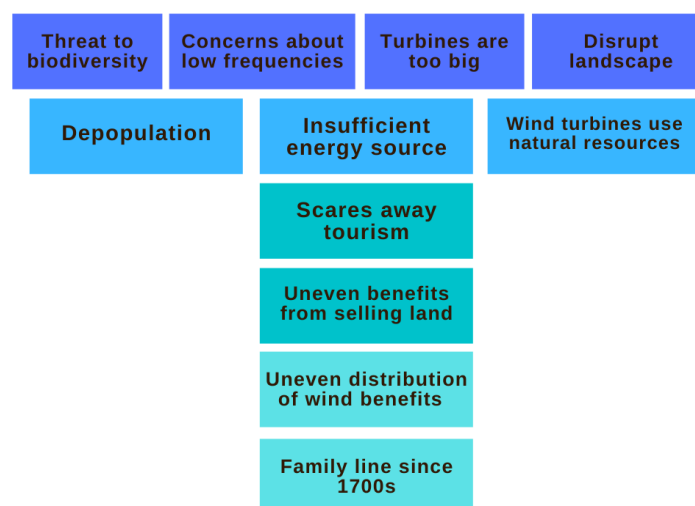 Threat to
biodiversity
Concerns about
low frequencies
Turbines are
too big
Disrupt
landscape
Depopulation
Insufficient
energy source
Wind turbines use
natural resources
Scares away
tourism
Uneven benefits
from selling land
Uneven distribution
of wind benefits
Family line since
1700s